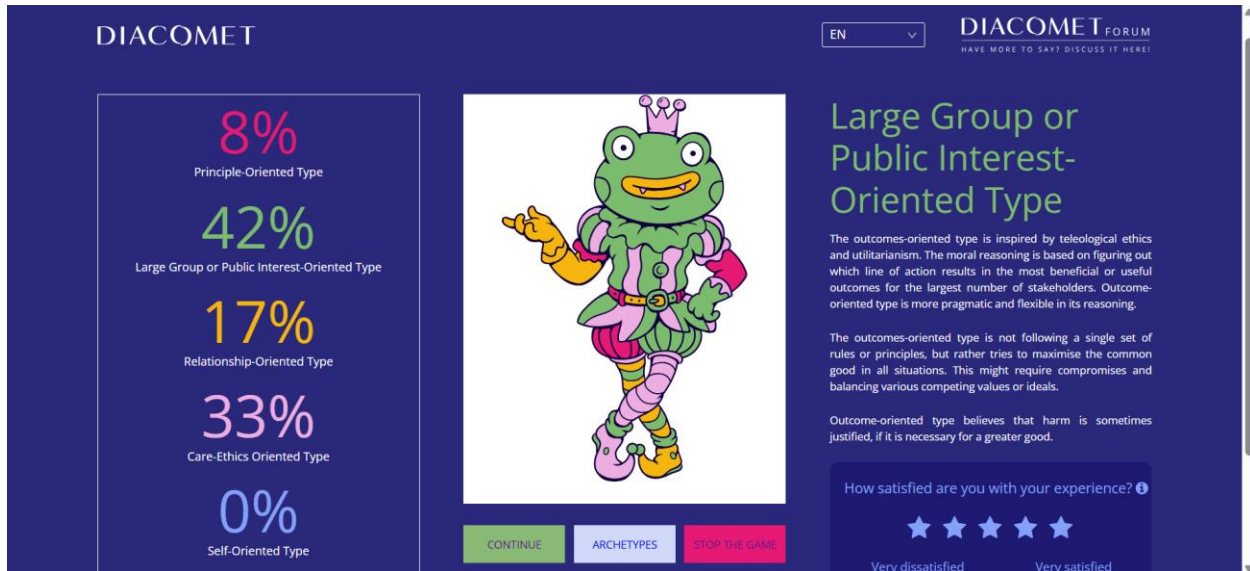 DIACOMET
EN
DIACOMET FORUM
HAVE MORE TO SAY? DISCUSS IT HERE!
8%
Principle-Oriented Type
42%
Large Group or Public Interest-Oriented Type
17%
Relationship-Oriented Type
33%
Care-Ethics Oriented Type
0%
Self-Oriented Type
CONTINUE
ARCHETYPES
STOP THE GAME
Large Group or
Public Interest-
Oriented Type
The outcomes-oriented type is inspired by teleological ethics
and utilitarianism. The moral reasoning is based on figuring out
which line of action results in the most beneficial or useful
outcomes for the largest number of stakeholders. Outcome-
oriented type is more pragmatic and flexible in its reasoning.
The outcomes-oriented type is not following a single set of
rules or principles, but rather tries to maximise the common
good in all situations. This might require compromises and
balancing various competing values or ideals.
Outcome-oriented type believes that harm is sometimes
justified, if it is necessary for a greater good.
How satisfied are you with your experience?
Very dissatisfied
Very satisfied